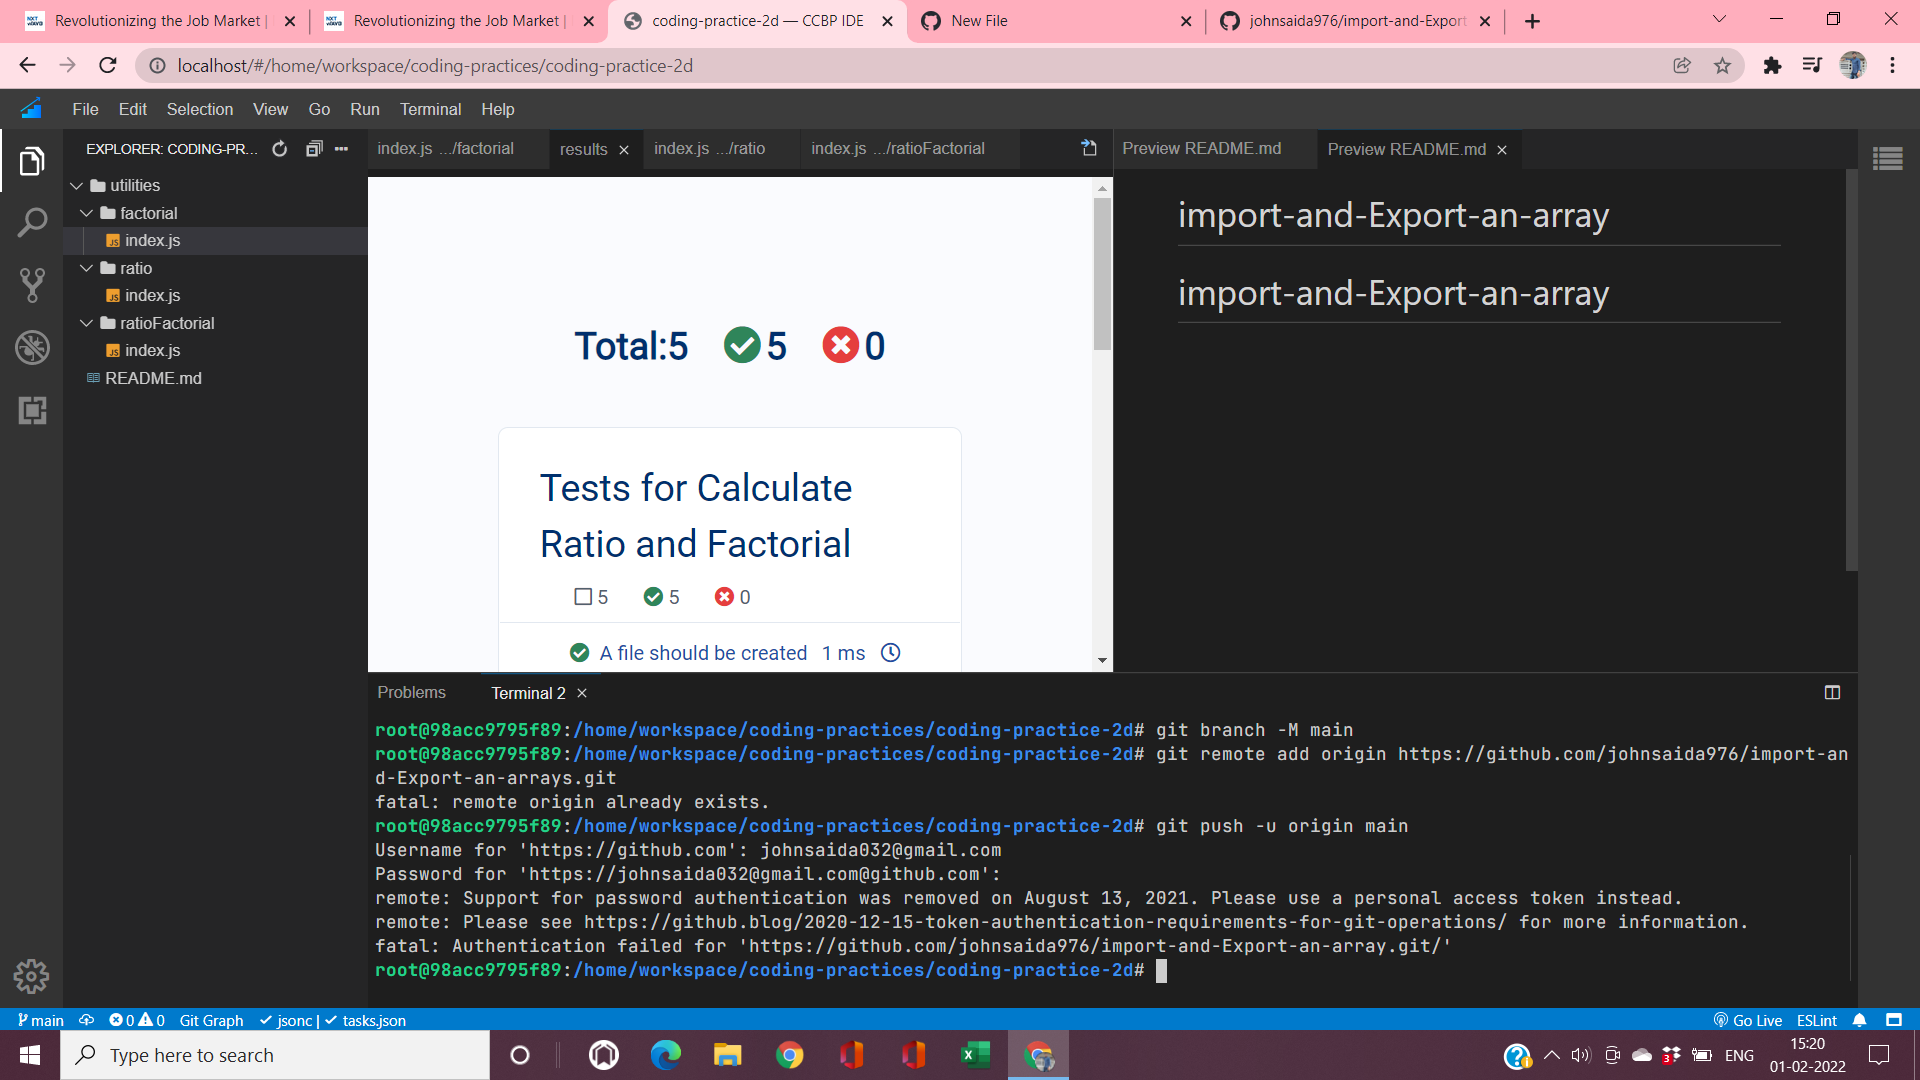 Revolutionizing the Job Market |
Revolutionizing the Job Market |
coding-practice-2d — CCBP IDE
New File
johnsaida976/import-and-Export
localhost/#/home/workspace/coding-practices/coding-practice-2d
File Edit Selection View Go Run Terminal Help
EXPLORER: CODING-PR...
utilities
factorial
index.js
ratio
index.js
ratioFactorial
index.js
README.md
index.js .../factorial
results
index.js .../ratio
index.js .../ratioFactorial
Preview README.md
Preview README.md
Total:5 5 0
Tests for Calculate
Ratio and Factorial
5 5 0
A file should be created 1 ms
import-and-Export-an-array
import-and-Export-an-array
Problems
Terminal 2
root@98acc9795f89:/home/workspace/coding-practices/coding-practice-2d# git branch -M main
root@98acc9795f89:/home/workspace/coding-practices/coding-practice-2d# git remote add origin https://github.com/johnsaida976/import-an
d-Export-an-arrays.git
fatal: remote origin already exists.
root@98acc9795f89:/home/workspace/coding-practices/coding-practice-2d# git push -u origin main
Username for 'https://github.com': johnsaida032@gmail.com
Password for 'https://johnsaida032@gmail.com@github.com':
remote: Support for password authentication was removed on August 13, 2021. Please use a personal access token instead.
remote: Please see https://github.blog/2020-12-15-token-authentication-requirements-for-git-operations/ for more information.
fatal: Authentication failed for 'https://github.com/johnsaida976/import-and-Export-an-array.git/'
root@98acc9795f89:/home/workspace/coding-practices/coding-practice-2d#
main 0 0 Git Graph jsonc | tasks.json
Go Live ESLint
Type here to search
ENG
15:20
01-02-2022